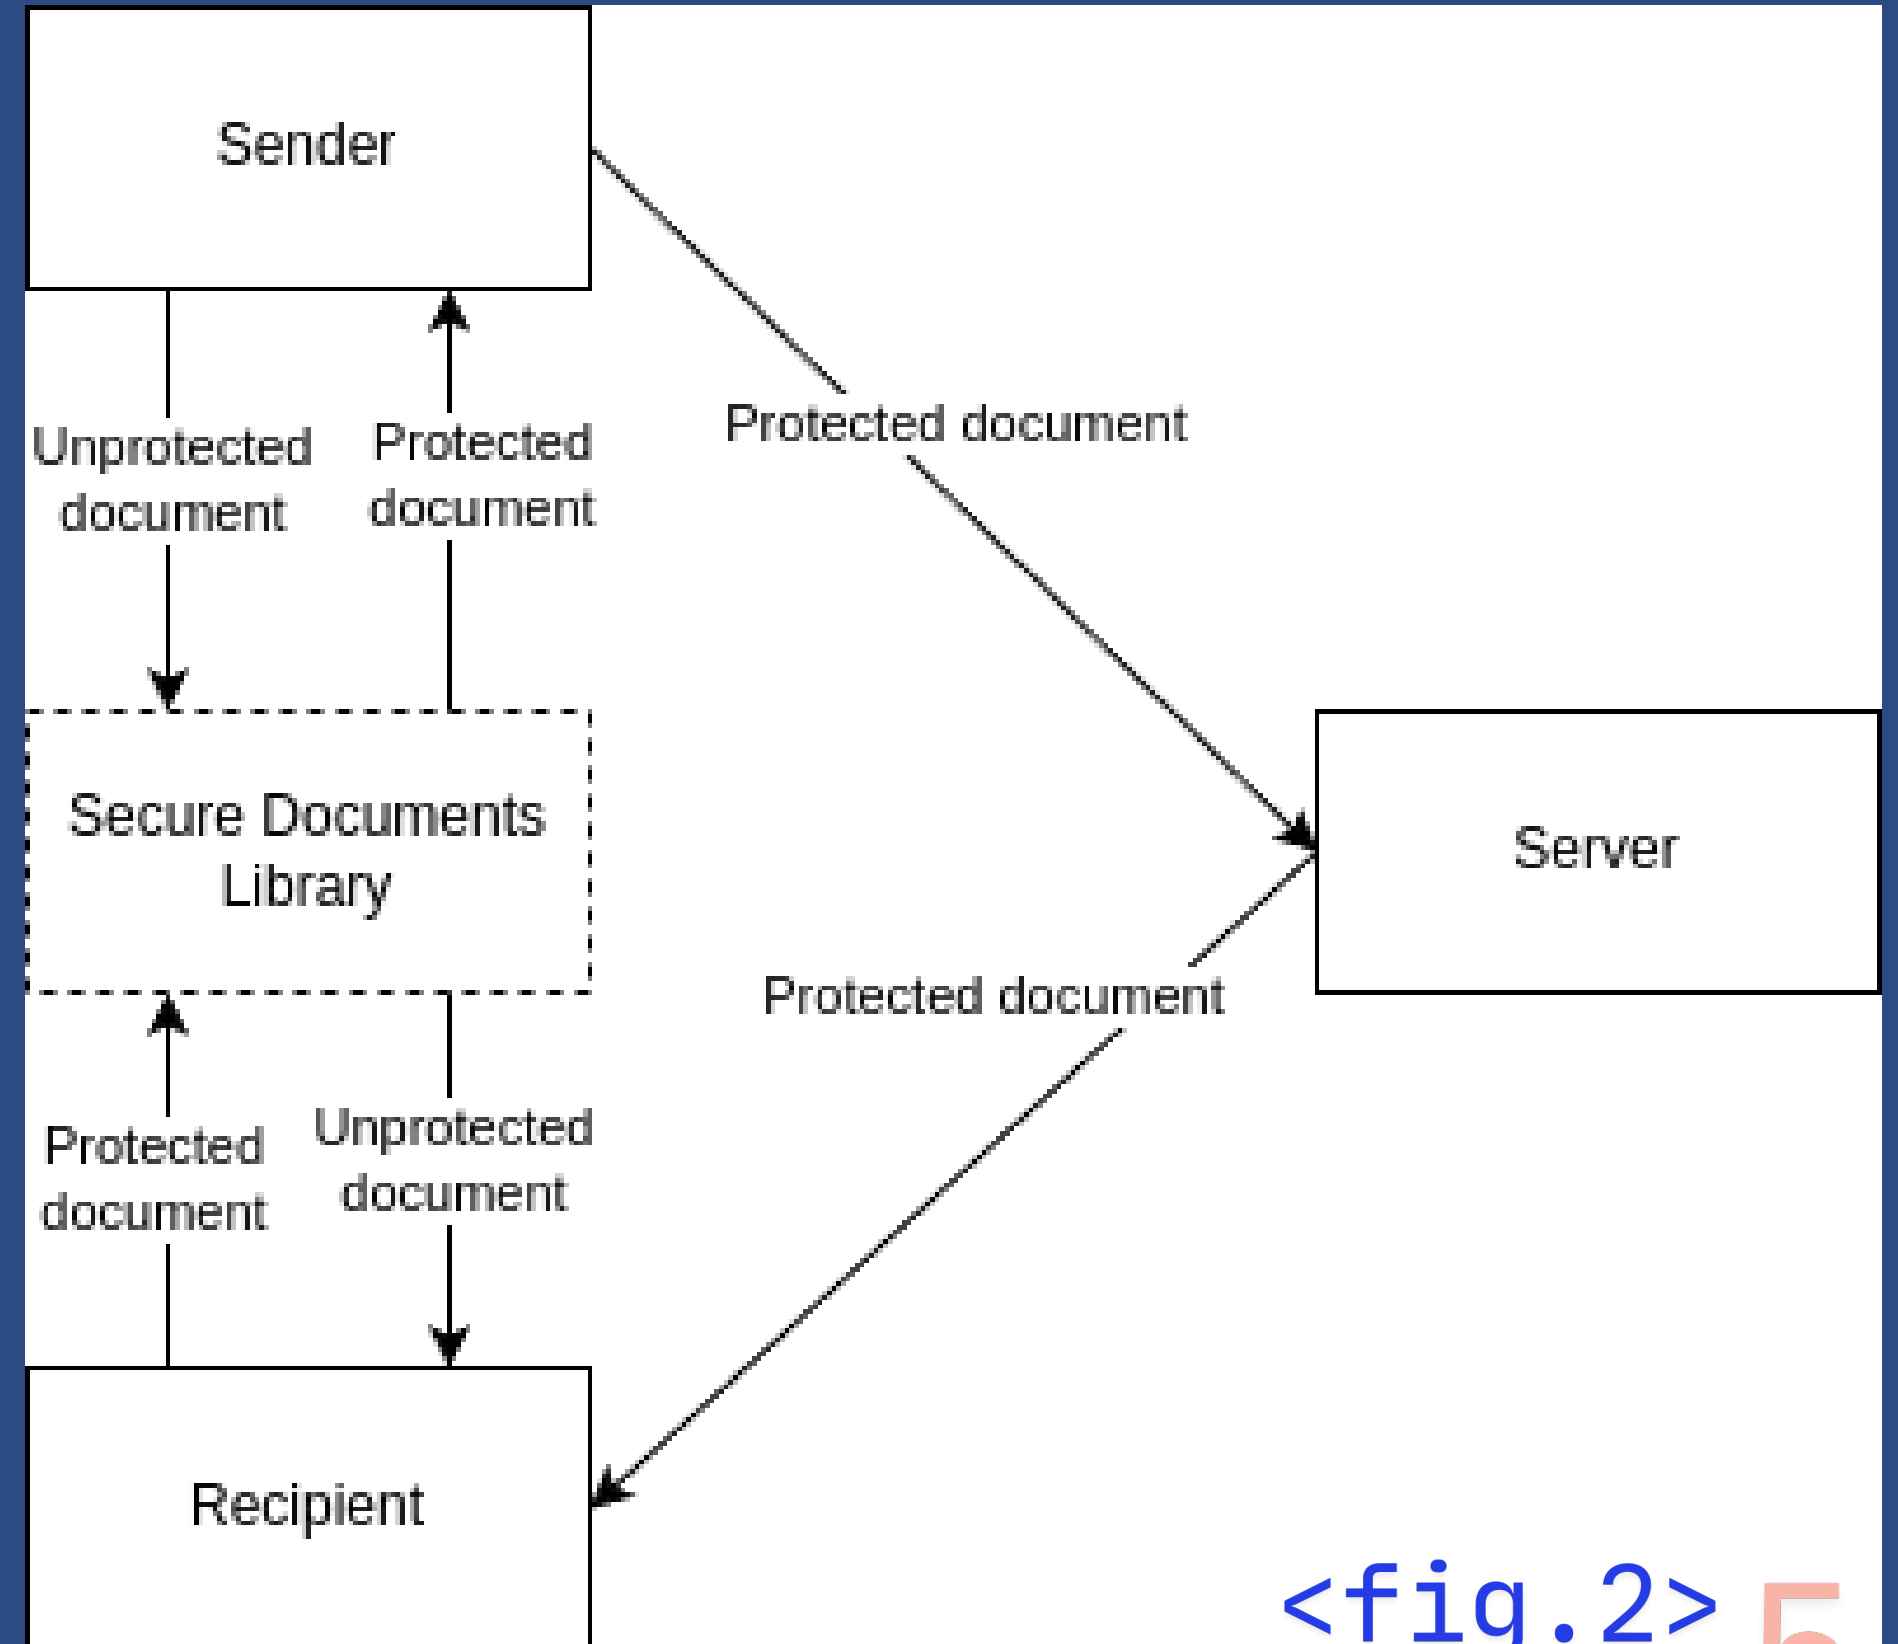 Sender
Unprotected
document
Protected
document
Protected document
Secure Documents
Library
Server
Protected document
Protected
document
Unprotected
document
Recipient
<fig.2>
5